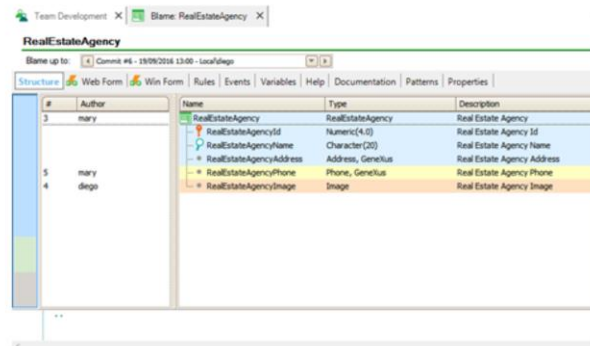 Team Development X Blame: RealEstateAgency X
RealEstateAgency
Blame up to: Commit #6 - 19/09/2016 13:00 - Local\diego
Structure Web Form Win Form Rules Events Variables Help Documentation Patterns Properties
# Author Name Type Description
3 mary RealEstateAgency RealEstateAgency Real Estate Agency
RealEstateAgencyId Numeric(4.0) Real Estate Agency Id
RealEstateAgencyName Character(20) Real Estate Agency Name
RealEstateAgencyAddress Address, GeneXus Real Estate Agency Address
5 mary RealEstateAgencyPhone Phone, GeneXus Real Estate Agency Phone
4 diego RealEstateAgencyImage Image Real Estate Agency Image